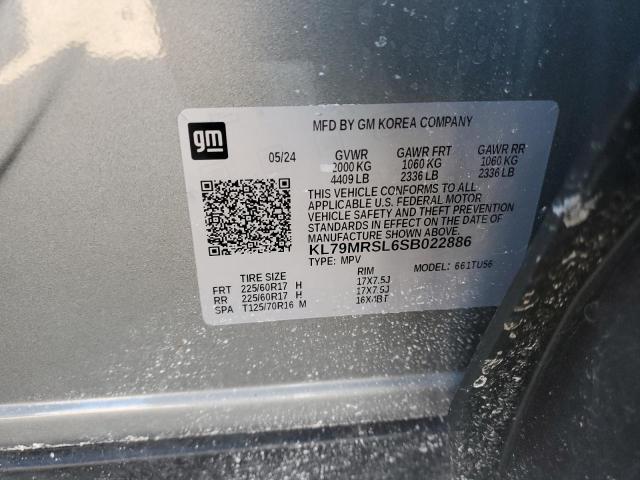 gm
MFD BY GM KOREA COMPANY
05/24 GVWR GAWR FRT GAWR RR
2000 KG 1060 KG 1060 KG
4409 LB 2336 LB 2336 LB
THIS VEHICLE CONFORMS TO ALL
APPLICABLE U.S. FEDERAL MOTOR
VEHICLE SAFETY AND THEFT PREVENTION
STANDARDS IN EFFECT ON THE DATE OF
MANUFACTURE SHOWN ABOVE.
KL79MRSL6SB022886
TYPE: MPV MODEL: 661TU56
TIRE SIZE RIM
FRT 225/60R17 H 17X7.5J
RR 225/60R17 H 17X7.5J
SPA T125/70R16 M 16X4BT